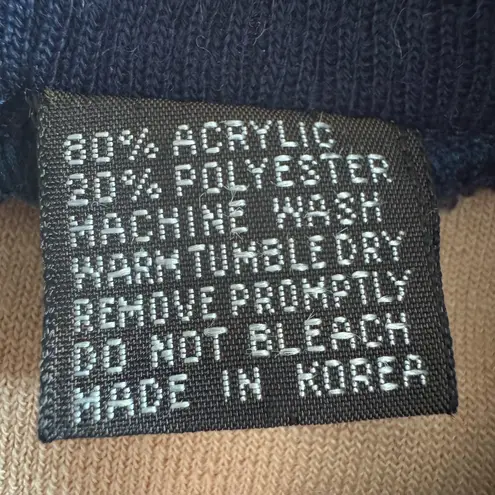 80% ACRYLIC
20% POLYESTER
MACHINE WASH
WARM TUMBLE DRY
REMOVE PROMPTLY
DO NOT BLEACH
MADE IN KOREA